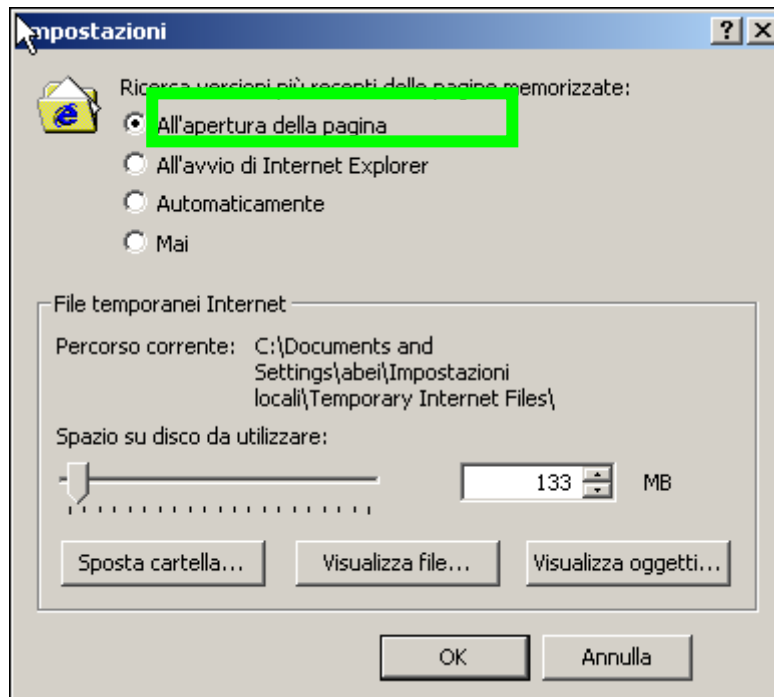 Impostazioni
Ricerca versioni più recenti delle pagine memorizzate:
All'apertura della pagina
All'avvio di Internet Explorer
Automaticamente
Mai
File temporanei Internet
Percorso corrente: C:\Documents and
Settings\abei\Impostazioni
locali\Temporary Internet Files\
Spazio su disco da utilizzare:
133 MB
Sposta cartella... Visualizza file... Visualizza oggetti...
OK Annulla